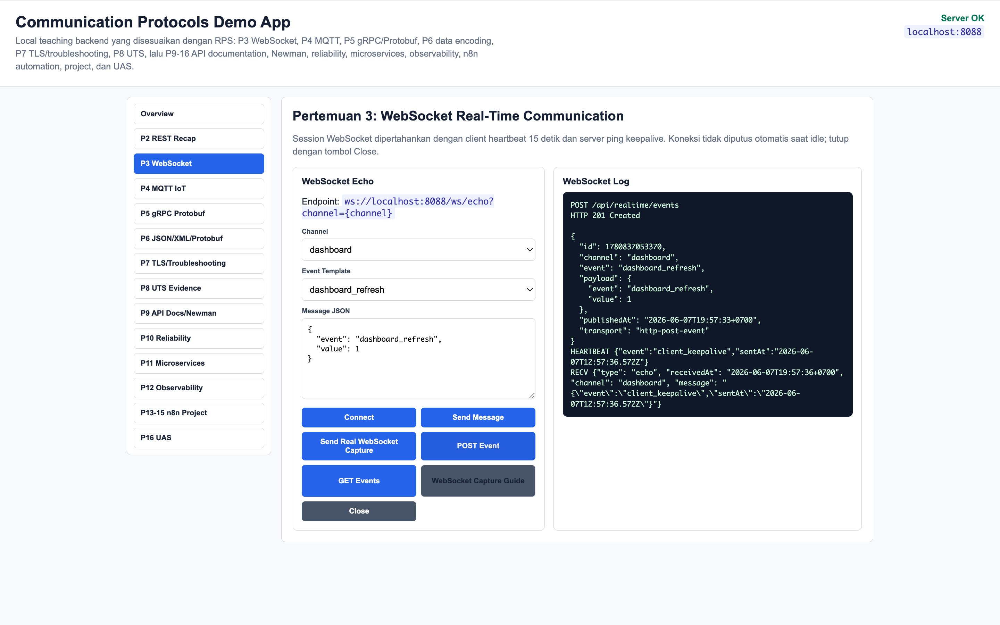 Communication Protocols Demo App
Local teaching backend yang disesuaikan dengan RPS: P3 WebSocket, P4 MQTT, P5 gRPC/Protobuf, P6 data encoding,
P7 TLS/troubleshooting, P8 UTS, lalu P9-16 API documentation, Newman, reliability, microservices, observability, n8n
automation, project, dan UAS.
Server OK
localhost:8088
Overview
P2 REST Recap
P3 WebSocket
P4 MQTT IoT
P5 gRPC Protobuf
P6 JSON/XML/Protobuf
P7 TLS/Troubleshooting
P8 UTS Evidence
P9 API Docs/Newman
P10 Reliability
P11 Microservices
P12 Observability
P13-15 n8n Project
P16 UAS
Pertemuan 3: WebSocket Real-Time Communication
Session WebSocket dipertahankan dengan client heartbeat 15 detik dan server ping keepalive. Koneksi tidak diputus otomatis saat idle; tutup
dengan tombol Close.
WebSocket Echo
Endpoint: ws://localhost:8088/ws/echo?
channel={channel}
Channel
dashboard
Event Template
dashboard_refresh
Message JSON
{
  "event": "dashboard_refresh",
  "value": 1
}
Connect
Send Message
Send Real WebSocket
Capture
POST Event
GET Events
WebSocket Capture Guide
Close
WebSocket Log
POST /api/realtime/events
HTTP 201 Created
{
  "id": 1780837053370,
  "channel": "dashboard",
  "event": "dashboard_refresh",
  "payload": {
    "event": "dashboard_refresh",
    "value": 1
  },
  "publishedAt": "2026-06-07T19:57:33+0700",
  "transport": "http-post-event"
}
HEARTBEAT {"event":"client_keepalive","sentAt":"2026-06-
07T12:57:36.572Z"}
RECV {"type": "echo", "receivedAt": "2026-06-07T19:57:36+0700",
"channel": "dashboard", "message": "
{\"event\":\"client_keepalive\",\"sentAt\":\"2026-06-
07T12:57:36.572Z\"}"}